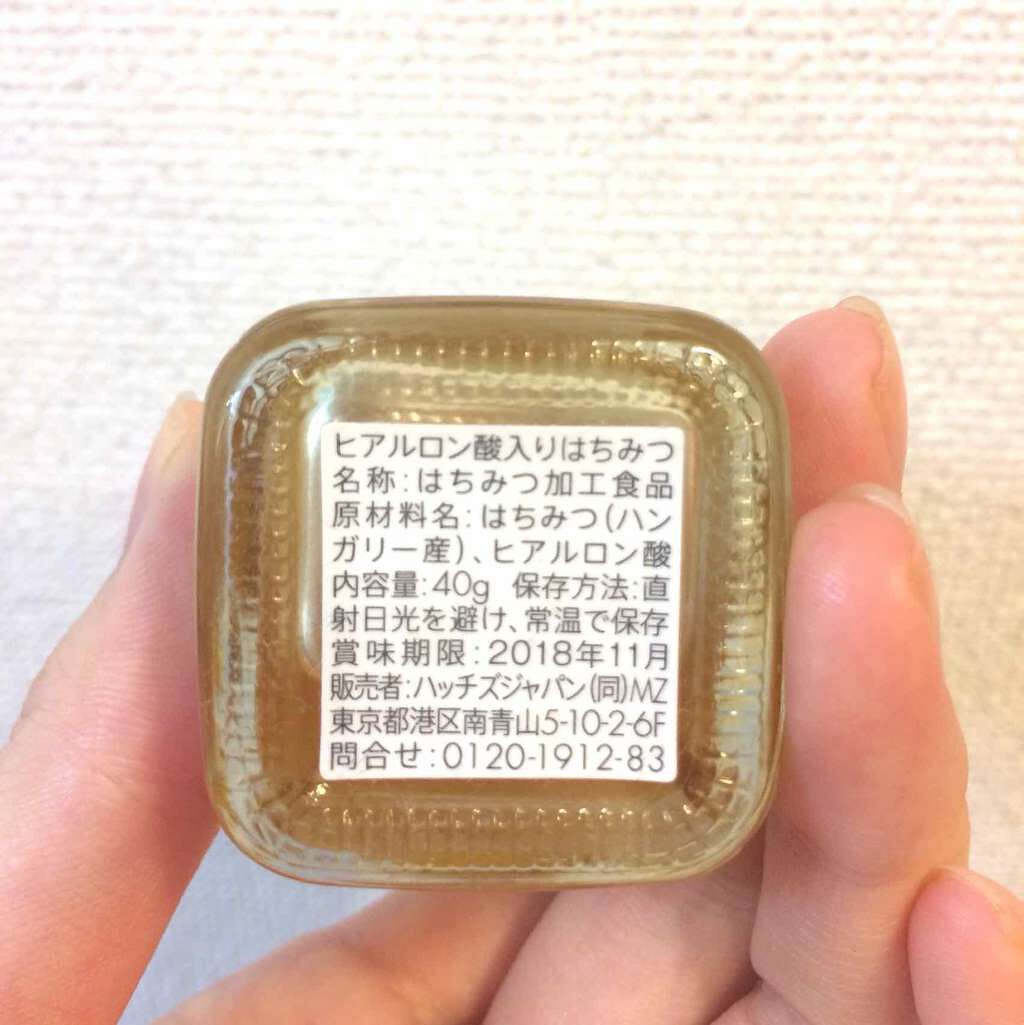 ヒアルロン酸入りはちみつ
名称:はちみつ加工食品
原材料名:はちみつ(ハン
ガリー産)、ヒアルロン酸
内容量:40g 保存方法:直
射日光を避け、常温で保存
賞味期限:2018年11月
販売者:ハッチズジャパン(同)MZ
東京都港区南青山5-10-2-6F
問合せ:0120-1912-83